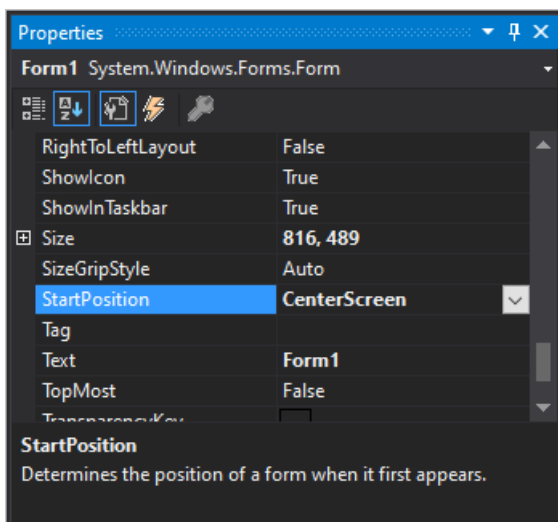 Properties
Form1 System.Windows.Forms.Form
RightToLeftLayout False
ShowIcon True
ShowInTaskbar True
Size 816, 489
SizeGripStyle Auto
StartPosition CenterScreen
Tag
Text Form1
TopMost False
TransparencyKey
StartPosition
Determines the position of a form when it first appears.